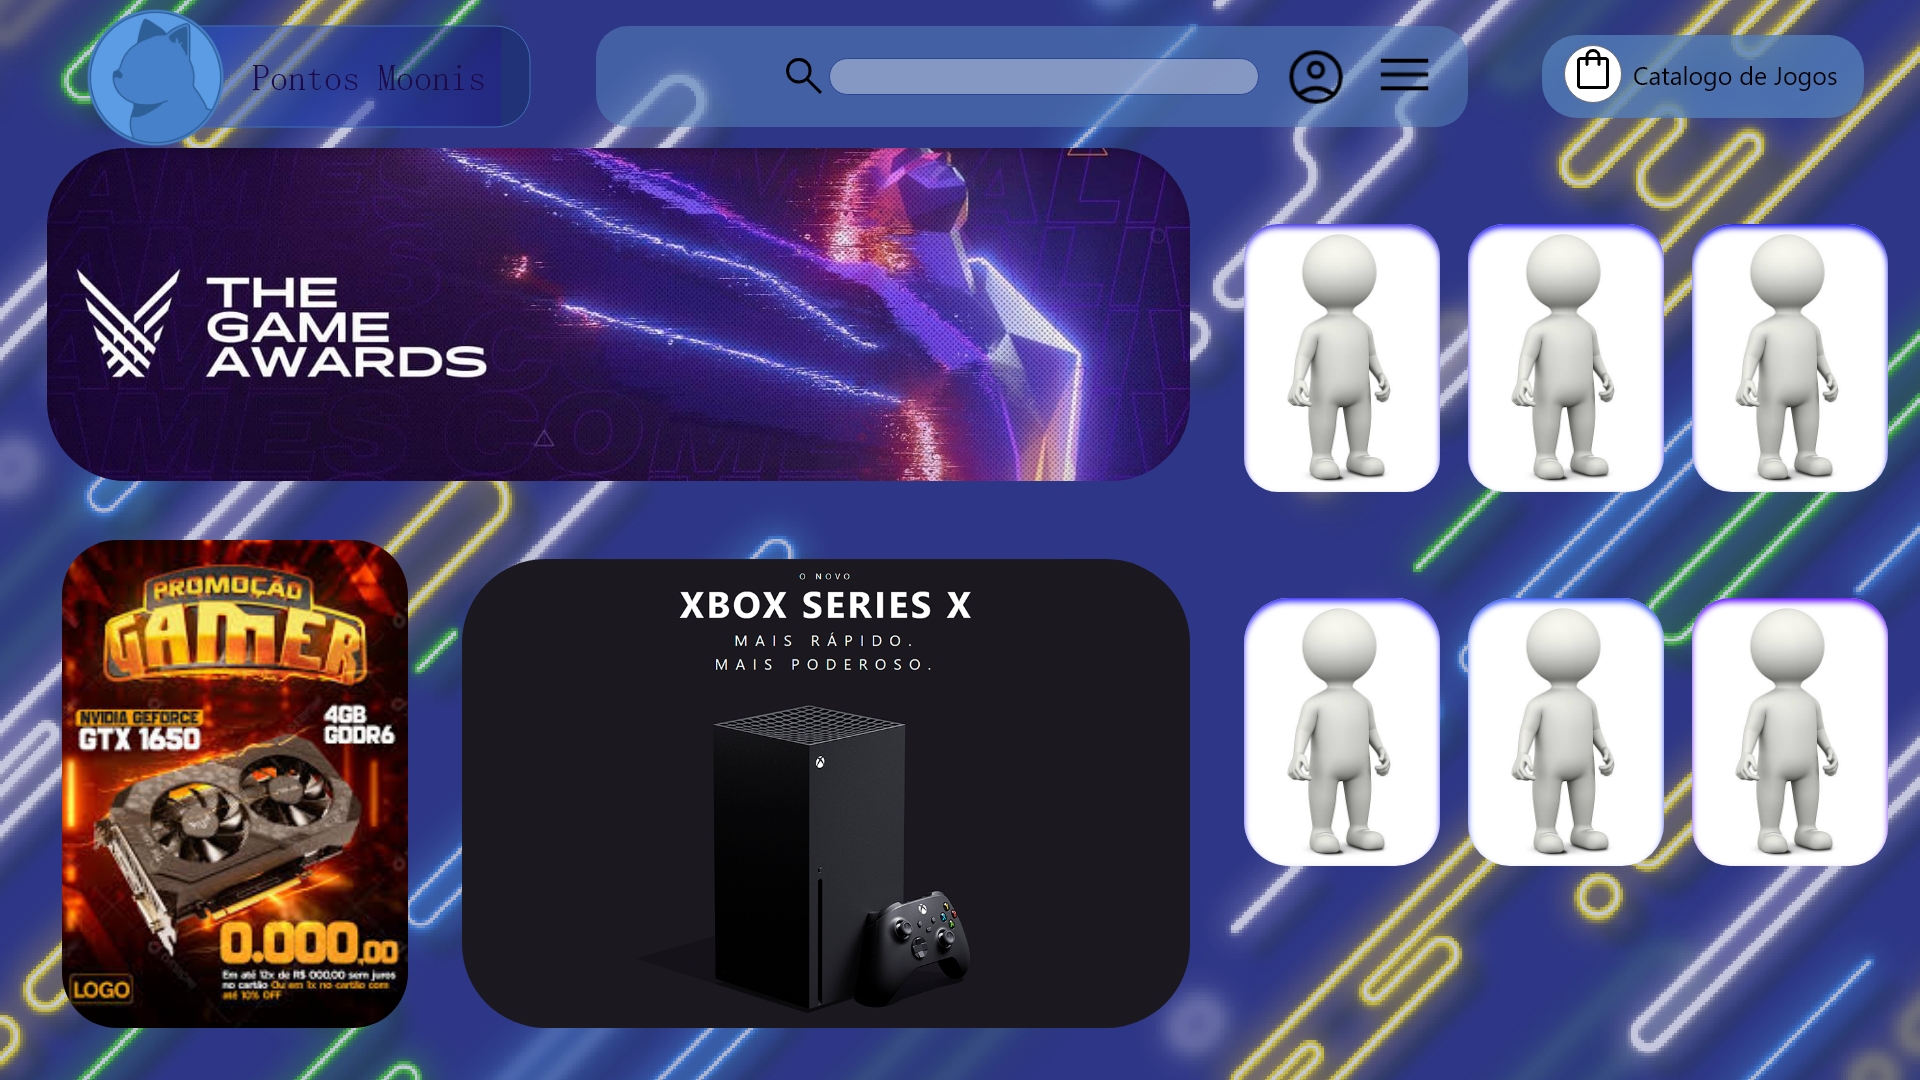 Pontos Moonis
Catalogo de Jogos
THE
GAME
AWARDS
PROMOÇÃO
GAMER
NVIDIA GEFORCE
GTX 1650
4GB
GDDR6
0.000,00
Em até 12x de R$ 000,00 sem juros
no cartão Ou em 1x no cartão com
até 10% OFF
LOGO
O NOVO
XBOX SERIES X
MAIS RÁPIDO.
MAIS PODEROSO.